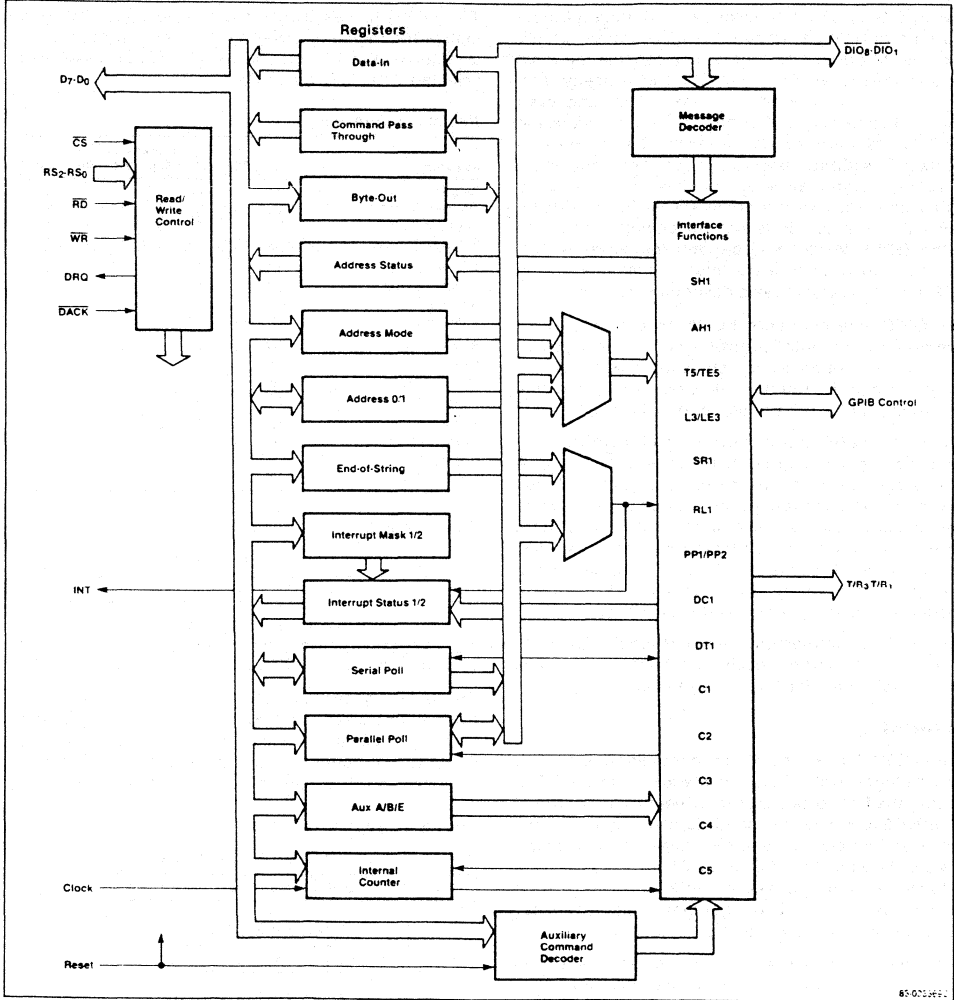 Registers
Data-In
D7-D0
DIO8-DIO1
Message
Decoder
Command Pass
Through
CS
RS2-RS0
RD
WR
DRQ
DACK
Read/
Write
Control
Byte-Out
Address Status
Address Mode
Address 0/1
End-of-String
Interrupt Mask 1/2
INT
Interrupt Status 1/2
Serial Poll
Parallel Poll
Aux A/B/E
Internal
Counter
Clock
Reset
Auxiliary
Command
Decoder
Interface
Functions
SH1
AH1
T5/TE5
L3/LE3
SR1
RL1
PP1/PP2
DC1
DT1
C1
C2
C3
C4
C5
GPIB Control
T/R3 T/R1